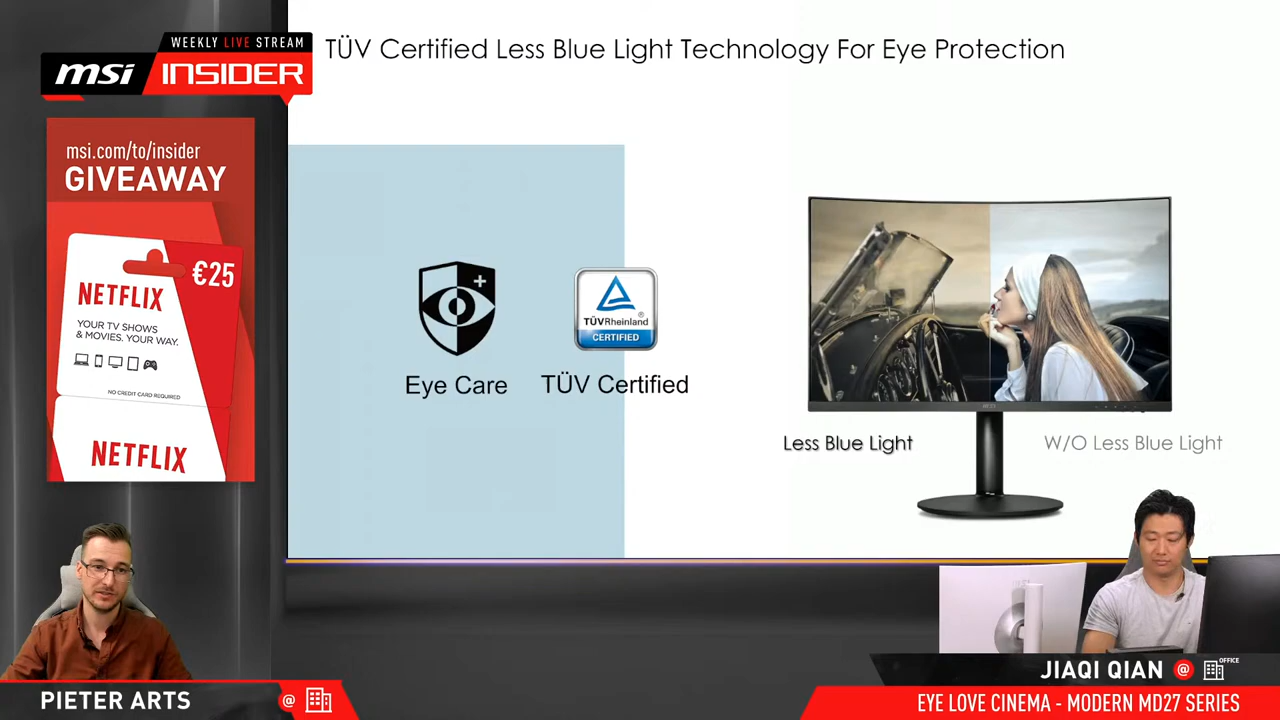 WEEKLY LIVE STREAM
msi INSIDER
TÜV Certified Less Blue Light Technology For Eye Protection
msi.com/to/insider
GIVEAWAY
€25
NETFLIX
YOUR TV SHOWS
& MOVIES. YOUR WAY.
NO CREDIT CARD REQUIRED
NETFLIX
TÜVRheinland®
CERTIFIED
Eye Care
TÜV Certified
msi
Less Blue Light
W/O Less Blue Light
JIAQI QIAN @ OFFICE
PIETER ARTS @
EYE LOVE CINEMA - MODERN MD27 SERIES